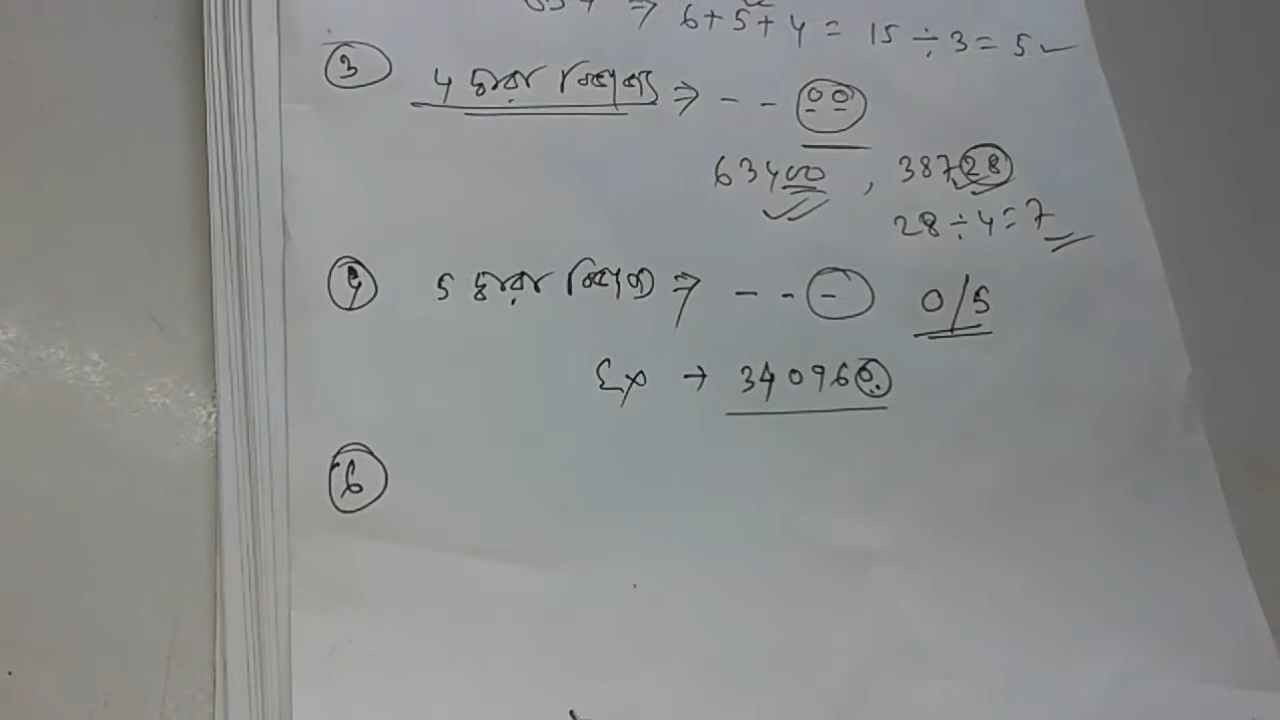 ⇒ 6+5+4 = 15 ÷ 3 = 5 ✓
③ 4 দ্বারা বিভাজ্য ⇒ - - 00
63400 , 38728
28 ÷ 4 = 7
④ 5 দ্বারা বিভাজ্য ⇒ - - - 0/5
Ex → 340960
⑥